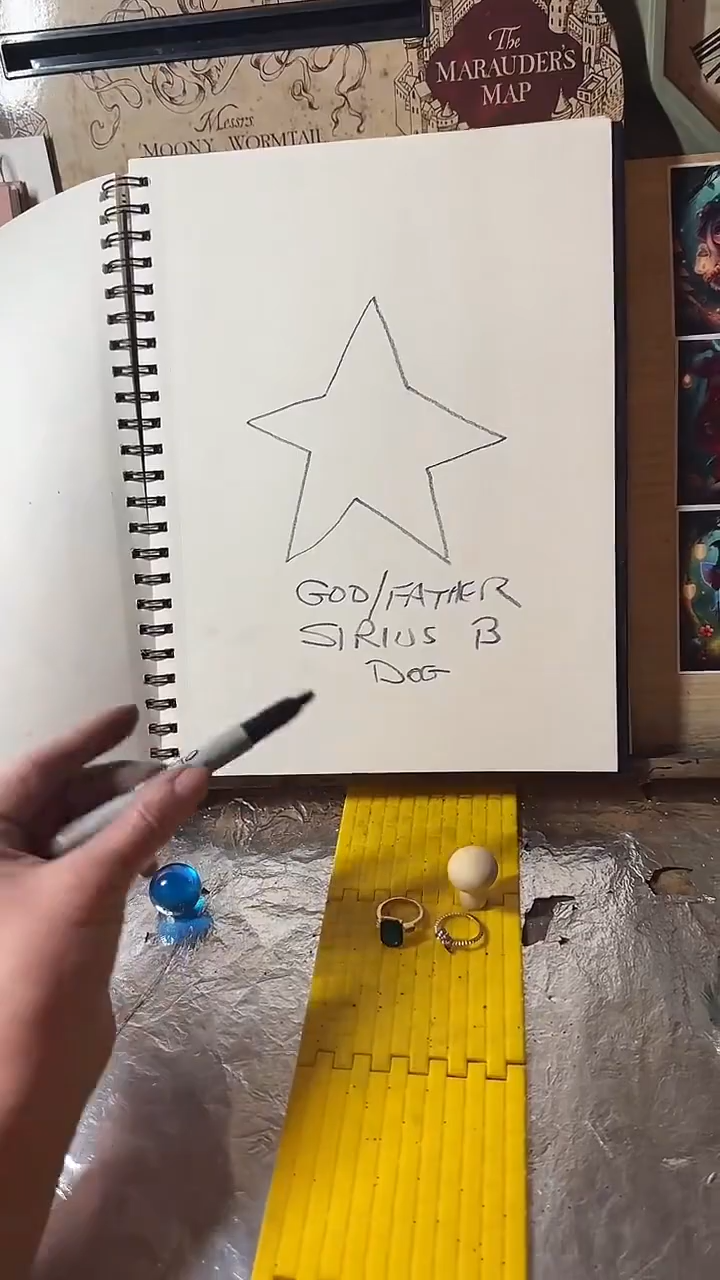 The
MARAUDER'S
MAP
Messrs
MOONY WORMTAIL
GOD/FATHER
SIRIUS B
DOG